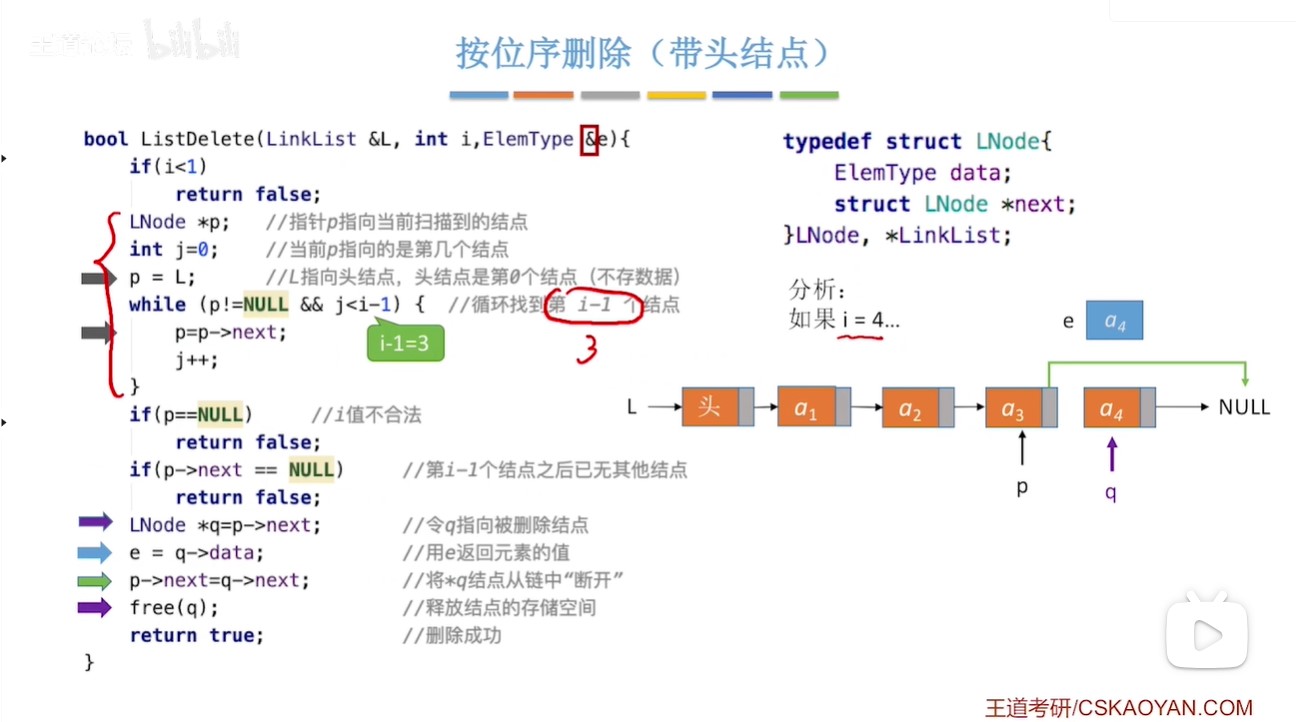 王道论坛 bilibili
按位序删除（带头结点）
bool ListDelete(LinkList &L, int i,ElemType &e){
if(i<1)
return false;
LNode *p; //指针p指向当前扫描到的结点
int j=0; //当前p指向的是第几个结点
p = L; //L指向头结点，头结点是第0个结点（不存数据）
while (p!=NULL && j<i-1) { //循环找到第 i-1 个结点
p=p->next;
i-1=3
3
j++;
}
if(p==NULL) //i值不合法
return false;
if(p->next == NULL) //第i-1个结点之后已无其他结点
return false;
LNode *q=p->next; //令q指向被删除结点
e = q->data; //用e返回元素的值
p->next=q->next; //将*q结点从链中“断开”
free(q); //释放结点的存储空间
return true; //删除成功
}
typedef struct LNode{
ElemType data;
struct LNode *next;
}LNode, *LinkList;
分析：
如果 i = 4…
e a4
L 头 a1 a2 a3 a4 NULL
p q
王道考研/CSKAOYAN.COM